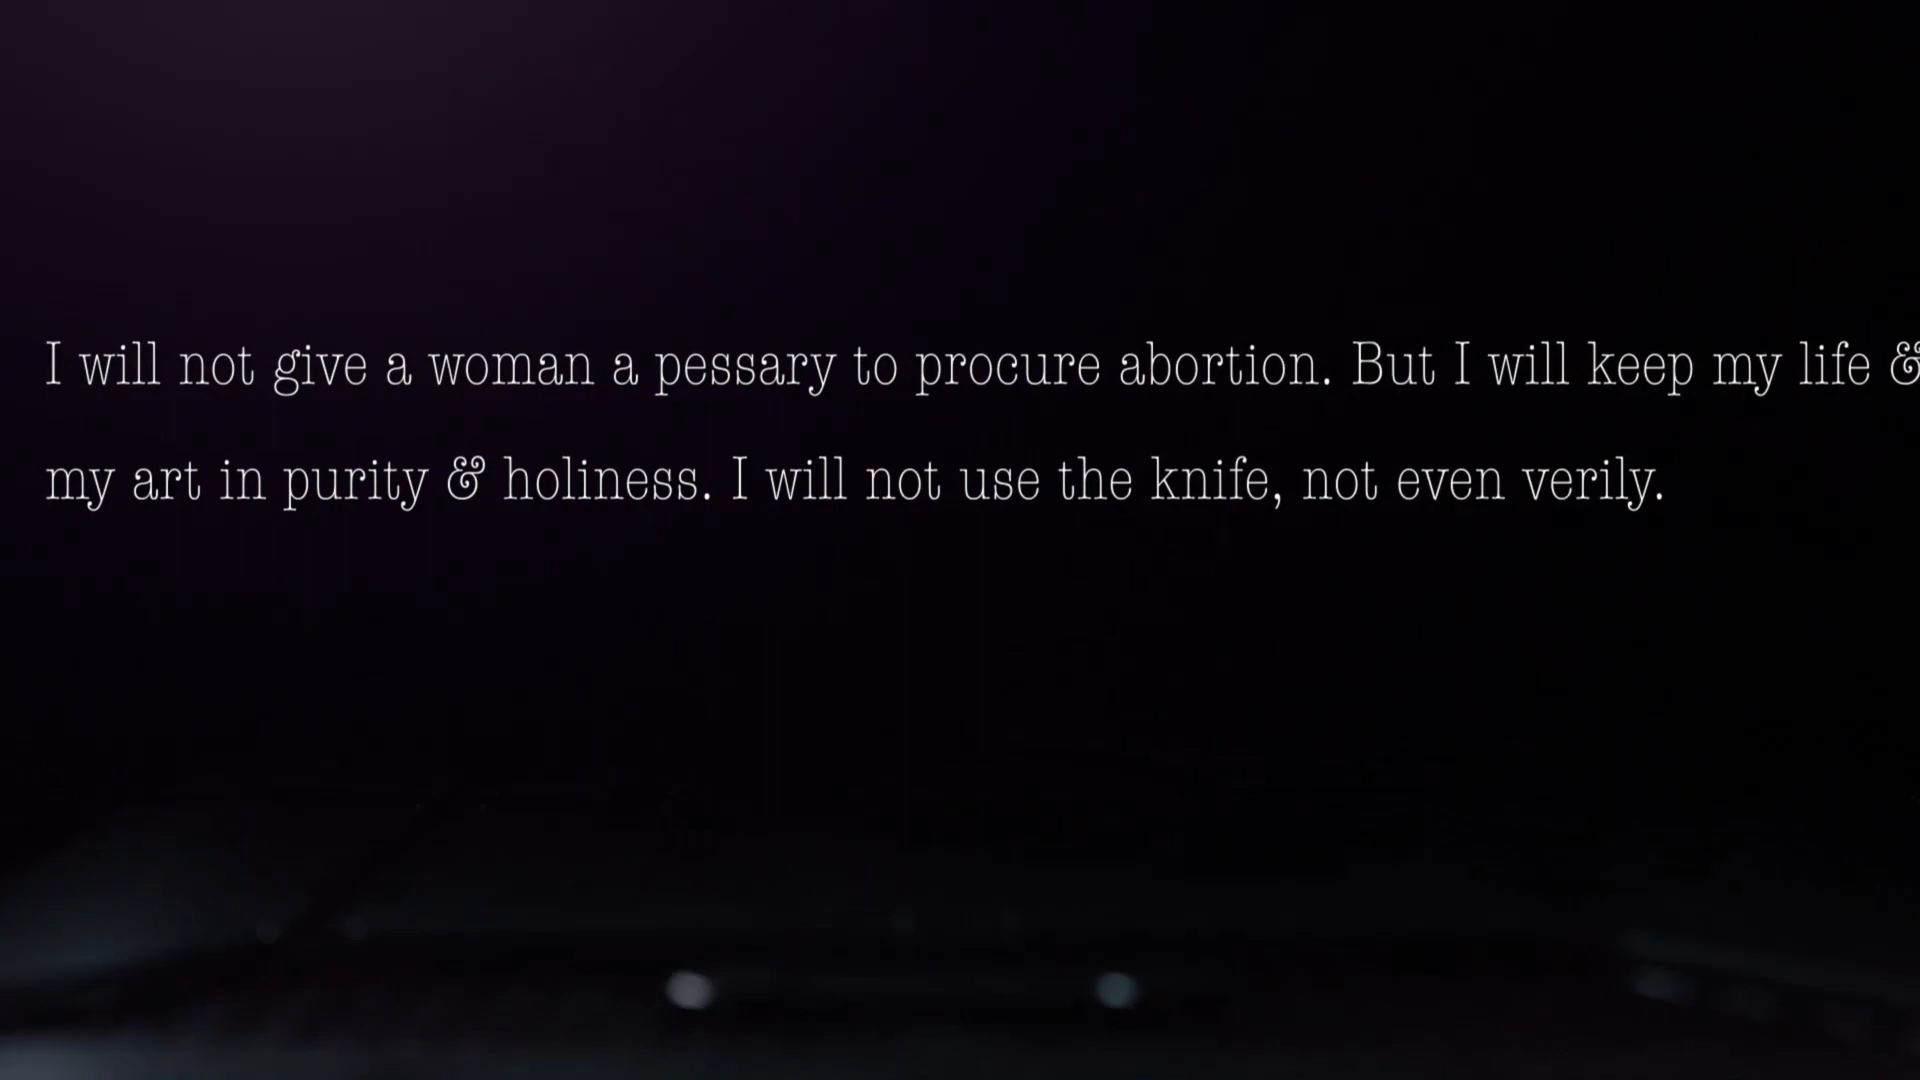 I will not give a woman a pessary to procure abortion. But I will keep my life &
my art in purity & holiness. I will not use the knife, not even verily.